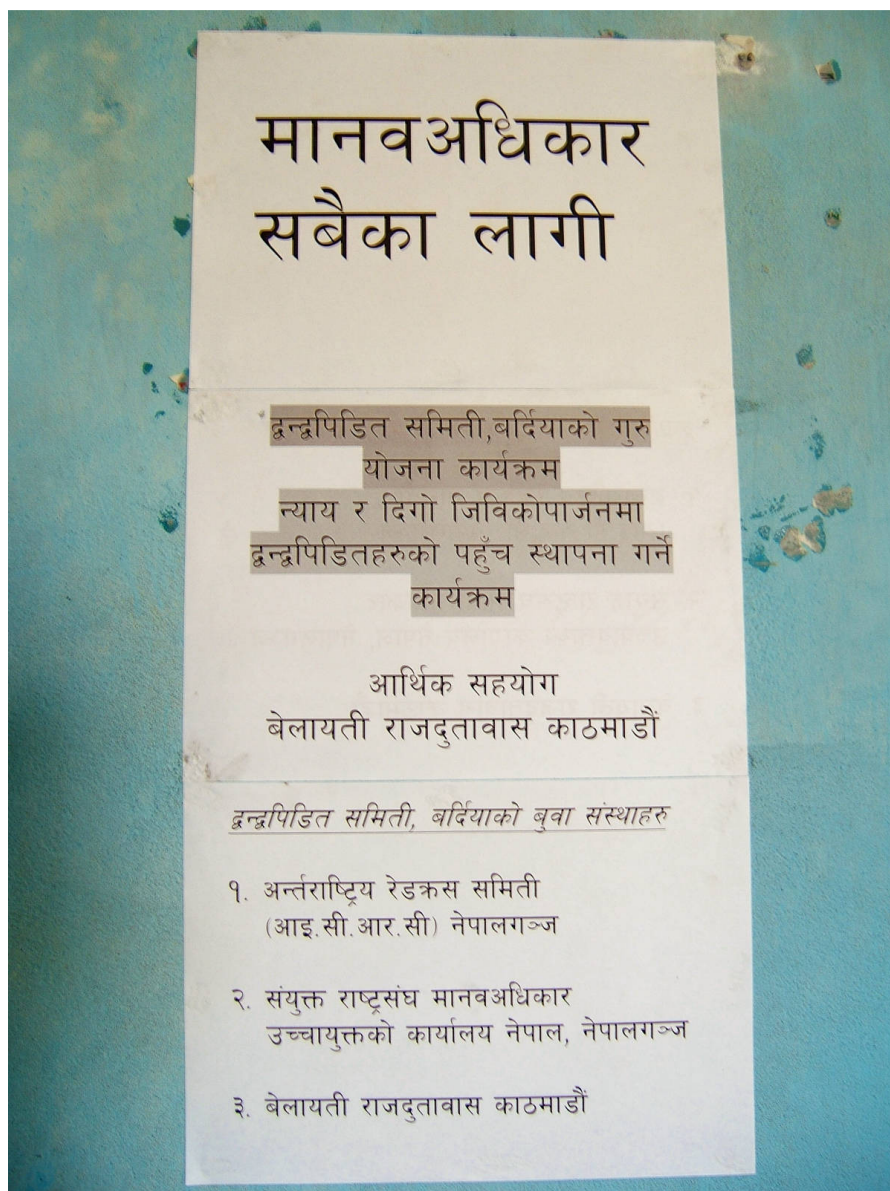 मानवअधिकार
सबैका लागी
द्वन्द्वपिडित समिती,बर्दियाको गुरु
योजना कार्यक्रम
न्याय र दिगो जिविकोपार्जनमा
द्वन्द्वपिडितहरुको पहुँच स्थापना गर्ने
कार्यक्रम
आर्थिक सहयोग
बेलायती राजदुतावास काठमाडौं
द्वन्द्वपिडित समिती, बर्दियाको बुवा संस्थाहरु
१. अर्न्तराष्ट्रिय रेडक्रस समिती
(आइ.सी.आर.सी) नेपालगञ्ज
२. संयुक्त राष्ट्रसंघ मानवअधिकार
उच्चायुक्तको कार्यालय नेपाल, नेपालगञ्ज
३. बेलायती राजदुतावास काठमाडौं